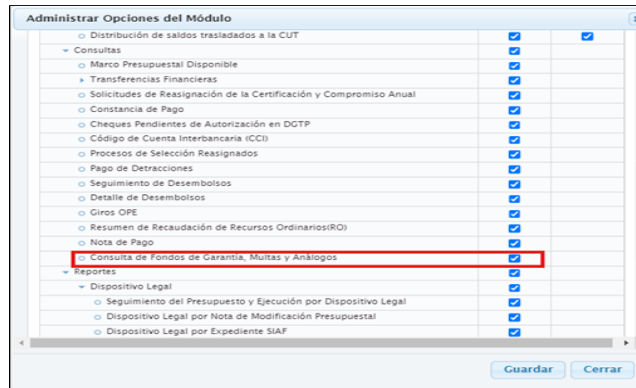 Administrar Opciones del Módulo
Distribución de saldos trasladados a la CUT
Consultas
Marco Presupuestal Disponible
Transferencias Financieras
Solicitudes de Reasignación de la Certificación y Compromiso Anual
Constancia de Pago
Cheques Pendientes de Autorización en DGTP
Código de Cuenta Interbancaria (CCI)
Procesos de Selección Reasignados
Pago de Detracciones
Seguimiento de Desembolsos
Detalle de Desembolsos
Giros OPE
Resumen de Recaudación de Recursos Ordinarios(RO)
Nota de Pago
Consulta de Fondos de Garantía, Multas y Análogos
Reportes
Dispositivo Legal
Seguimiento del Presupuesto y Ejecución por Dispositivo Legal
Dispositivo Legal por Nota de Modificación Presupuestal
Dispositivo Legal por Expediente SIAF
Guardar Cerrar